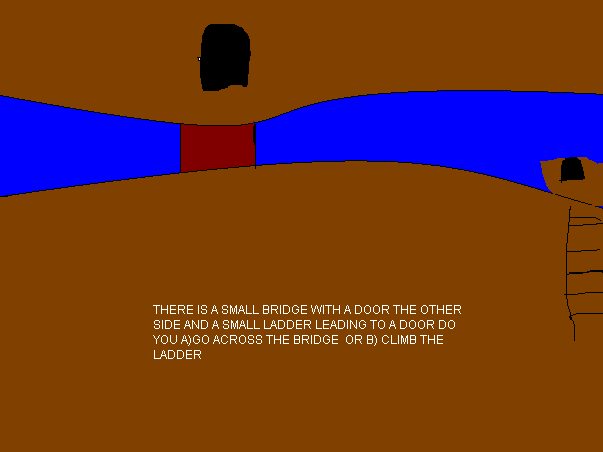 THERE IS A SMALL BRIDGE WITH A DOOR THE OTHER
SIDE AND A SMALL LADDER LEADING TO A DOOR DO
YOU A)GO ACROSS THE BRIDGE  OR B) CLIMB THE
LADDER